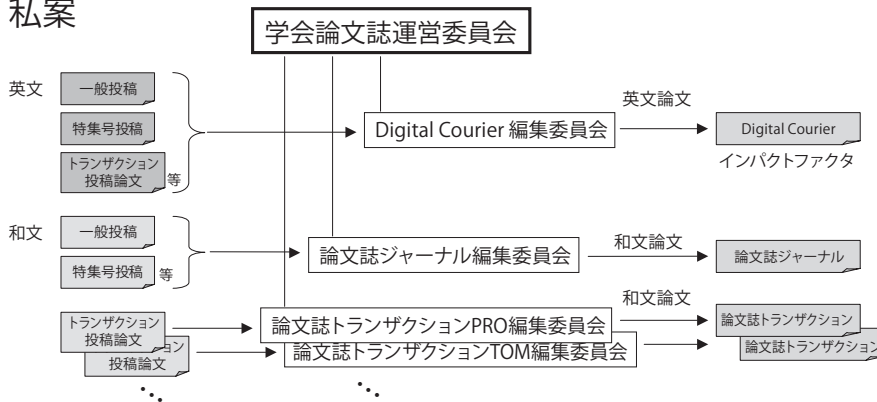 私案
学会論文誌運営委員会
英文
一般投稿
特集号投稿
トランザクション
投稿論文
等
Digital Courier 編集委員会
英文論文
Digital Courier
インパクトファクタ
和文
一般投稿
特集号投稿
等
論文誌ジャーナル編集委員会
和文論文
論文誌ジャーナル
トランザクション
投稿論文
ョン
投稿論文
論文誌トランザクションPRO編集委員会
論文誌トランザクションTOM編集委員会
和文論文
論文誌トランザクション
論文誌トランザクション